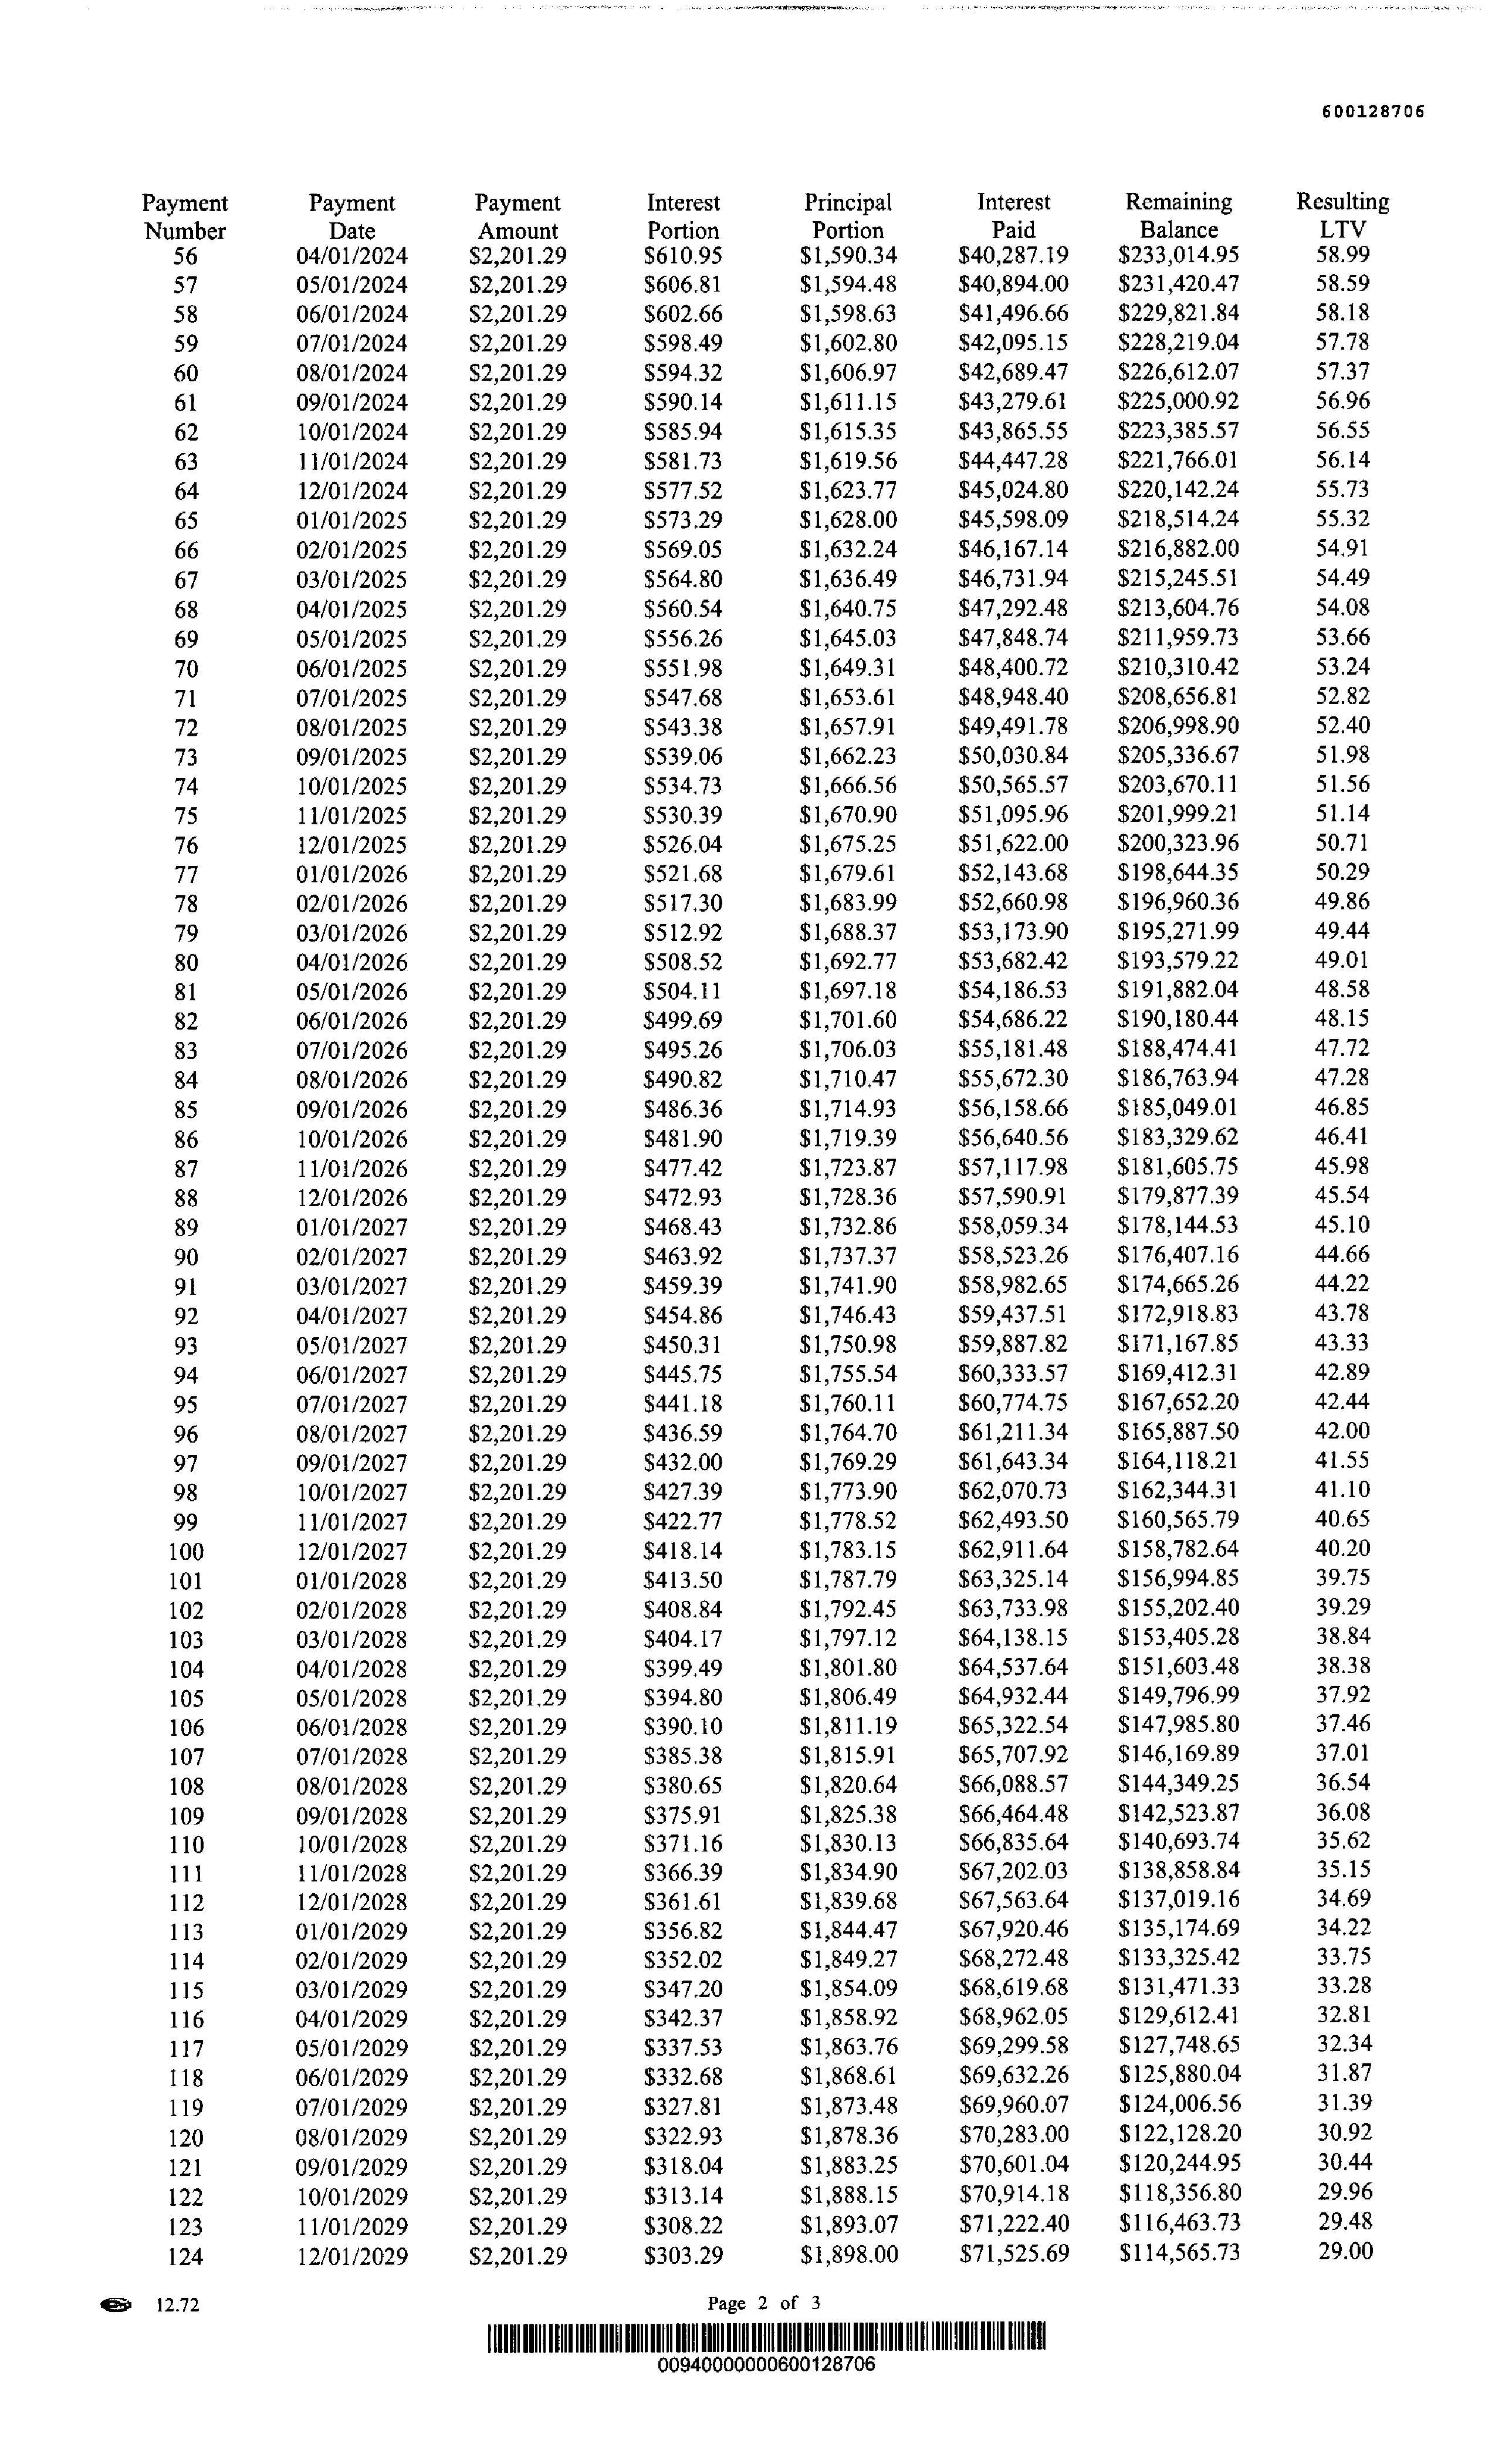 600128706
Payment Payment Payment Interest Principal Interest Remaining Resulting
Number Date Amount Portion Portion Paid Balance LTV
56 04/01/2024 $2,201.29 $610.95 $1,590.34 $40,287.19 $233,014.95 58.99
57 05/01/2024 $2,201.29 $606.81 $1,594.48 $40,894.00 $231,420.47 58.59
58 06/01/2024 $2,201.29 $602.66 $1,598.63 $41,496.66 $229,821.84 58.18
59 07/01/2024 $2,201.29 $598.49 $1,602.80 $42,095.15 $228,219.04 57.78
60 08/01/2024 $2,201.29 $594.32 $1,606.97 $42,689.47 $226,612.07 57.37
61 09/01/2024 $2,201.29 $590.14 $1,611.15 $43,279.61 $225,000.92 56.96
62 10/01/2024 $2,201.29 $585.94 $1,615.35 $43,865.55 $223,385.57 56.55
63 11/01/2024 $2,201.29 $581.73 $1,619.56 $44,447.28 $221,766.01 56.14
64 12/01/2024 $2,201.29 $577.52 $1,623.77 $45,024.80 $220,142.24 55.73
65 01/01/2025 $2,201.29 $573.29 $1,628.00 $45,598.09 $218,514.24 55.32
66 02/01/2025 $2,201.29 $569.05 $1,632.24 $46,167.14 $216,882.00 54.91
67 03/01/2025 $2,201.29 $564.80 $1,636.49 $46,731.94 $215,245.51 54.49
68 04/01/2025 $2,201.29 $560.54 $1,640.75 $47,292.48 $213,604.76 54.08
69 05/01/2025 $2,201.29 $556.26 $1,645.03 $47,848.74 $211,959.73 53.66
70 06/01/2025 $2,201.29 $551.98 $1,649.31 $48,400.72 $210,310.42 53.24
71 07/01/2025 $2,201.29 $547.68 $1,653.61 $48,948.40 $208,656.81 52.82
72 08/01/2025 $2,201.29 $543.38 $1,657.91 $49,491.78 $206,998.90 52.40
73 09/01/2025 $2,201.29 $539.06 $1,662.23 $50,030.84 $205,336.67 51.98
74 10/01/2025 $2,201.29 $534.73 $1,666.56 $50,565.57 $203,670.11 51.56
75 11/01/2025 $2,201.29 $530.39 $1,670.90 $51,095.96 $201,999.21 51.14
76 12/01/2025 $2,201.29 $526.04 $1,675.25 $51,622.00 $200,323.96 50.71
77 01/01/2026 $2,201.29 $521.68 $1,679.61 $52,143.68 $198,644.35 50.29
78 02/01/2026 $2,201.29 $517.30 $1,683.99 $52,660.98 $196,960.36 49.86
79 03/01/2026 $2,201.29 $512.92 $1,688.37 $53,173.90 $195,271.99 49.44
80 04/01/2026 $2,201.29 $508.52 $1,692.77 $53,682.42 $193,579.22 49.01
81 05/01/2026 $2,201.29 $504.11 $1,697.18 $54,186.53 $191,882.04 48.58
82 06/01/2026 $2,201.29 $499.69 $1,701.60 $54,686.22 $190,180.44 48.15
83 07/01/2026 $2,201.29 $495.26 $1,706.03 $55,181.48 $188,474.41 47.72
84 08/01/2026 $2,201.29 $490.82 $1,710.47 $55,672.30 $186,763.94 47.28
85 09/01/2026 $2,201.29 $486.36 $1,714.93 $56,158.66 $185,049.01 46.85
86 10/01/2026 $2,201.29 $481.90 $1,719.39 $56,640.56 $183,329.62 46.41
87 11/01/2026 $2,201.29 $477.42 $1,723.87 $57,117.98 $181,605.75 45.98
88 12/01/2026 $2,201.29 $472.93 $1,728.36 $57,590.91 $179,877.39 45.54
89 01/01/2027 $2,201.29 $468.43 $1,732.86 $58,059.34 $178,144.53 45.10
90 02/01/2027 $2,201.29 $463.92 $1,737.37 $58,523.26 $176,407.16 44.66
91 03/01/2027 $2,201.29 $459.39 $1,741.90 $58,982.65 $174,665.26 44.22
92 04/01/2027 $2,201.29 $454.86 $1,746.43 $59,437.51 $172,918.83 43.78
93 05/01/2027 $2,201.29 $450.31 $1,750.98 $59,887.82 $171,167.85 43.33
94 06/01/2027 $2,201.29 $445.75 $1,755.54 $60,333.57 $169,412.31 42.89
95 07/01/2027 $2,201.29 $441.18 $1,760.11 $60,774.75 $167,652.20 42.44
96 08/01/2027 $2,201.29 $436.59 $1,764.70 $61,211.34 $165,887.50 42.00
97 09/01/2027 $2,201.29 $432.00 $1,769.29 $61,643.34 $164,118.21 41.55
98 10/01/2027 $2,201.29 $427.39 $1,773.90 $62,070.73 $162,344.31 41.10
99 11/01/2027 $2,201.29 $422.77 $1,778.52 $62,493.50 $160,565.79 40.65
100 12/01/2027 $2,201.29 $418.14 $1,783.15 $62,911.64 $158,782.64 40.20
101 01/01/2028 $2,201.29 $413.50 $1,787.79 $63,325.14 $156,994.85 39.75
102 02/01/2028 $2,201.29 $408.84 $1,792.45 $63,733.98 $155,202.40 39.29
103 03/01/2028 $2,201.29 $404.17 $1,797.12 $64,138.15 $153,405.28 38.84
104 04/01/2028 $2,201.29 $399.49 $1,801.80 $64,537.64 $151,603.48 38.38
105 05/01/2028 $2,201.29 $394.80 $1,806.49 $64,932.44 $149,796.99 37.92
106 06/01/2028 $2,201.29 $390.10 $1,811.19 $65,322.54 $147,985.80 37.46
107 07/01/2028 $2,201.29 $385.38 $1,815.91 $65,707.92 $146,169.89 37.01
108 08/01/2028 $2,201.29 $380.65 $1,820.64 $66,088.57 $144,349.25 36.54
109 09/01/2028 $2,201.29 $375.91 $1,825.38 $66,464.48 $142,523.87 36.08
110 10/01/2028 $2,201.29 $371.16 $1,830.13 $66,835.64 $140,693.74 35.62
111 11/01/2028 $2,201.29 $366.39 $1,834.90 $67,202.03 $138,858.84 35.15
112 12/01/2028 $2,201.29 $361.61 $1,839.68 $67,563.64 $137,019.16 34.69
113 01/01/2029 $2,201.29 $356.82 $1,844.47 $67,920.46 $135,174.69 34.22
114 02/01/2029 $2,201.29 $352.02 $1,849.27 $68,272.48 $133,325.42 33.75
115 03/01/2029 $2,201.29 $347.20 $1,854.09 $68,619.68 $131,471.33 33.28
116 04/01/2029 $2,201.29 $342.37 $1,858.92 $68,962.05 $129,612.41 32.81
117 05/01/2029 $2,201.29 $337.53 $1,863.76 $69,299.58 $127,748.65 32.34
118 06/01/2029 $2,201.29 $332.68 $1,868.61 $69,632.26 $125,880.04 31.87
119 07/01/2029 $2,201.29 $327.81 $1,873.48 $69,960.07 $124,006.56 31.39
120 08/01/2029 $2,201.29 $322.93 $1,878.36 $70,283.00 $122,128.20 30.92
121 09/01/2029 $2,201.29 $318.04 $1,883.25 $70,601.04 $120,244.95 30.44
122 10/01/2029 $2,201.29 $313.14 $1,888.15 $70,914.18 $118,356.80 29.96
123 11/01/2029 $2,201.29 $308.22 $1,893.07 $71,222.40 $116,463.73 29.48
124 12/01/2029 $2,201.29 $303.29 $1,898.00 $71,525.69 $114,565.73 29.00
12.72 Page 2 of 3
00940000000600128706